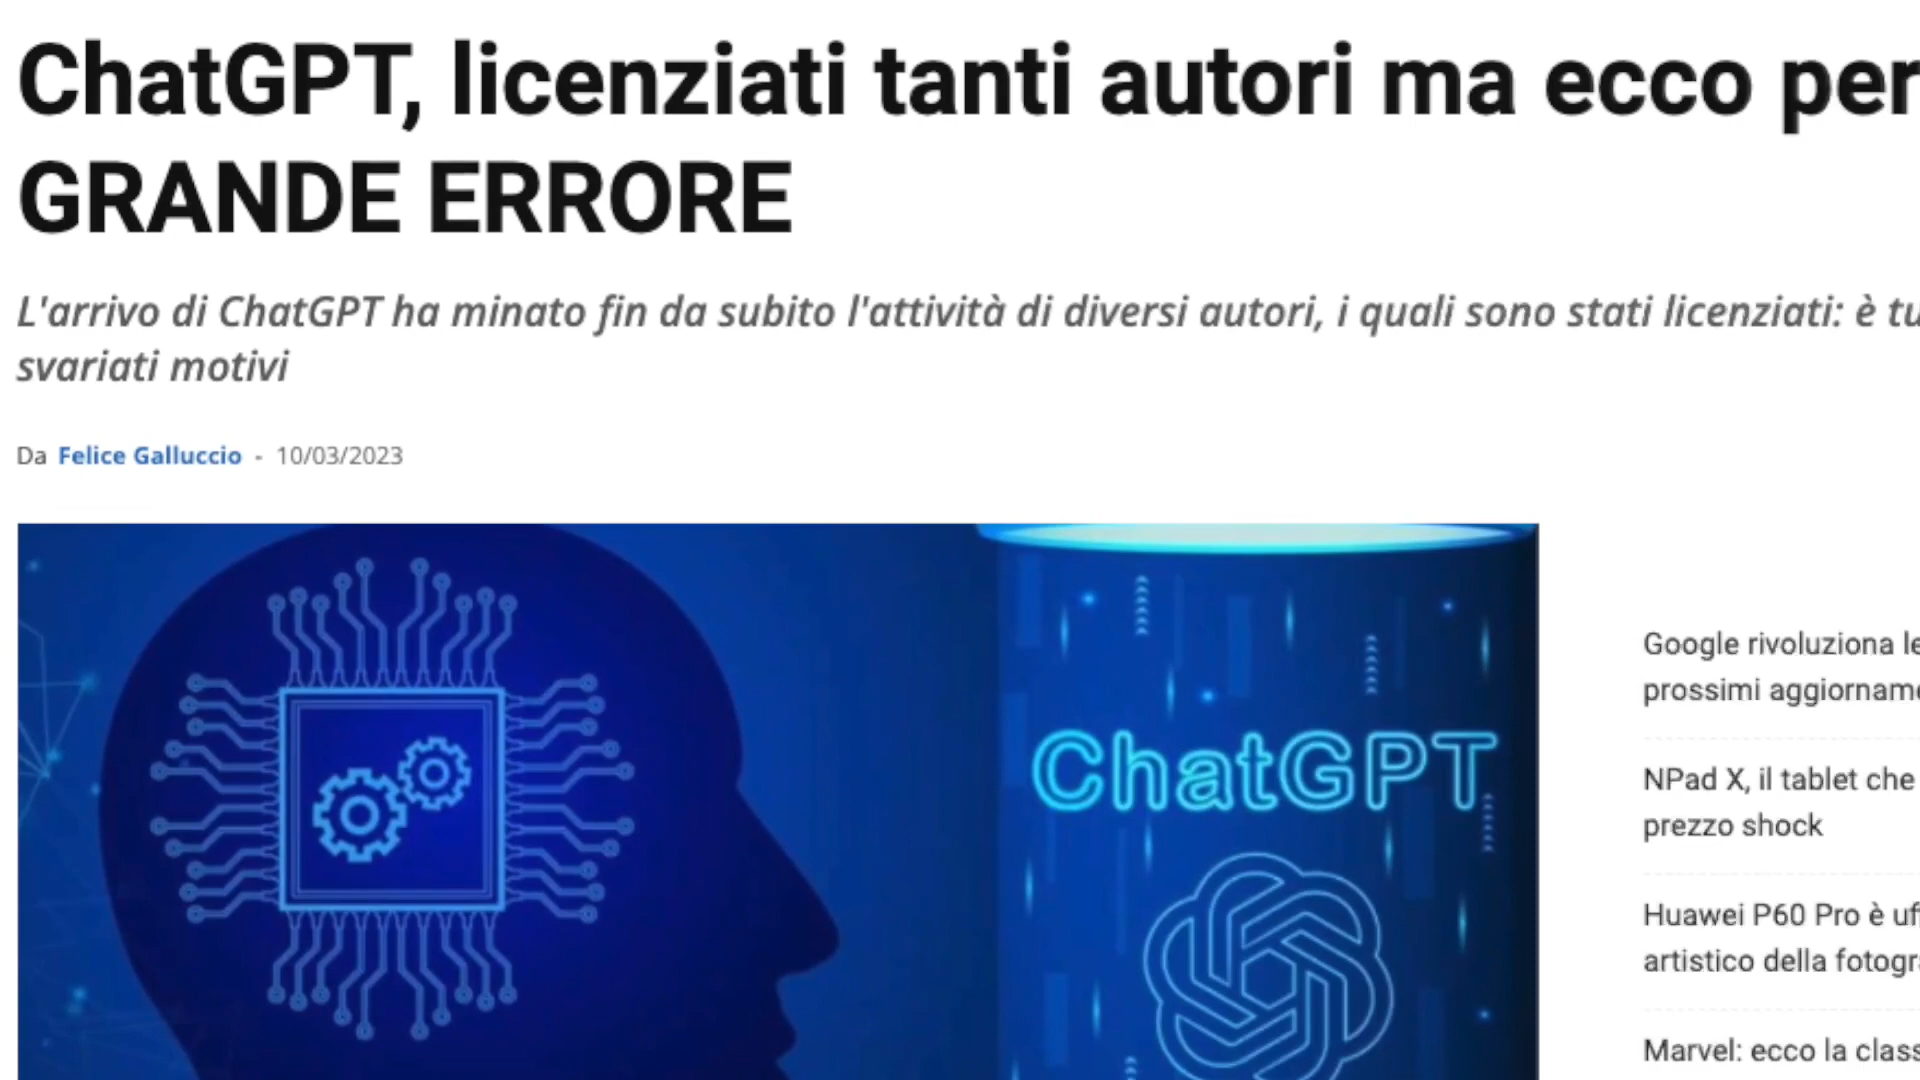 ChatGPT, licenziati tanti autori ma ecco per
GRANDE ERRORE
L'arrivo di ChatGPT ha minato fin da subito l'attività di diversi autori, i quali sono stati licenziati: è tu
svariati motivi
Da Felice Galluccio - 10/03/2023
ChatGPT
Google rivoluziona le
prossimi aggiorname
NPad X, il tablet che
prezzo shock
Huawei P60 Pro è uf
artistico della fotogr
Marvel: ecco la class